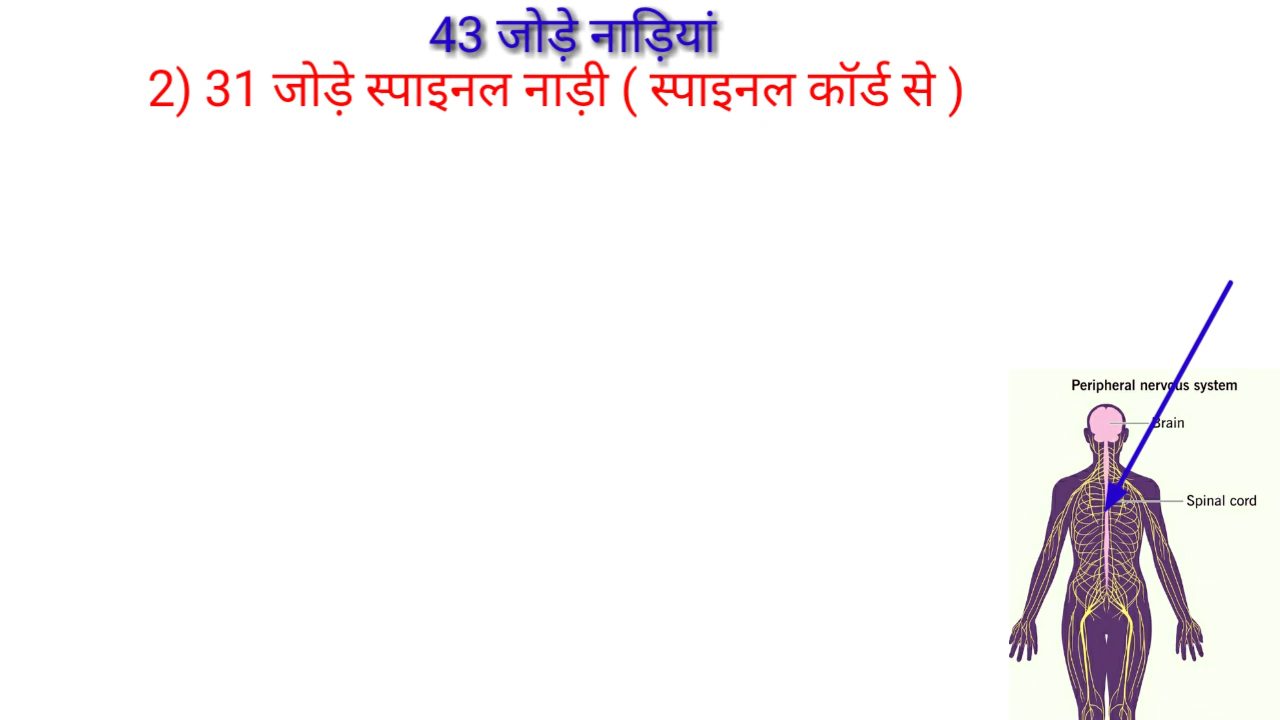 43 जोड़े नाड़ियां
2) 31 जोड़े स्पाइनल नाड़ी ( स्पाइनल कॉर्ड से )
Peripheral nervous system
Brain
Spinal cord